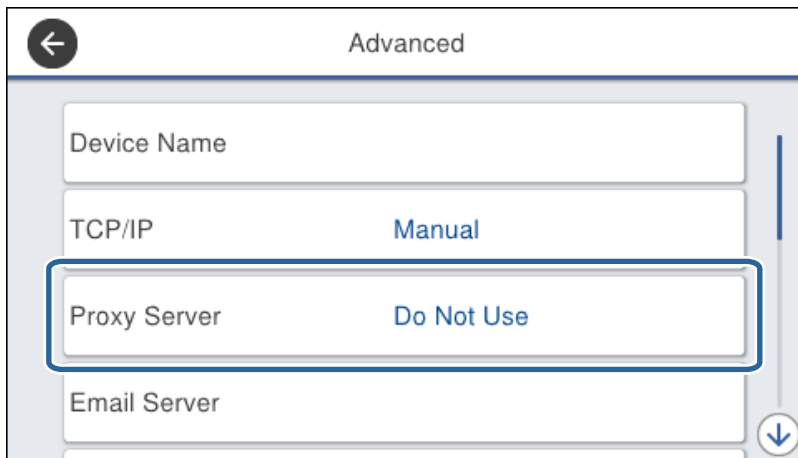 Advanced
Device Name
TCP/IP Manual
Proxy Server Do Not Use
Email Server